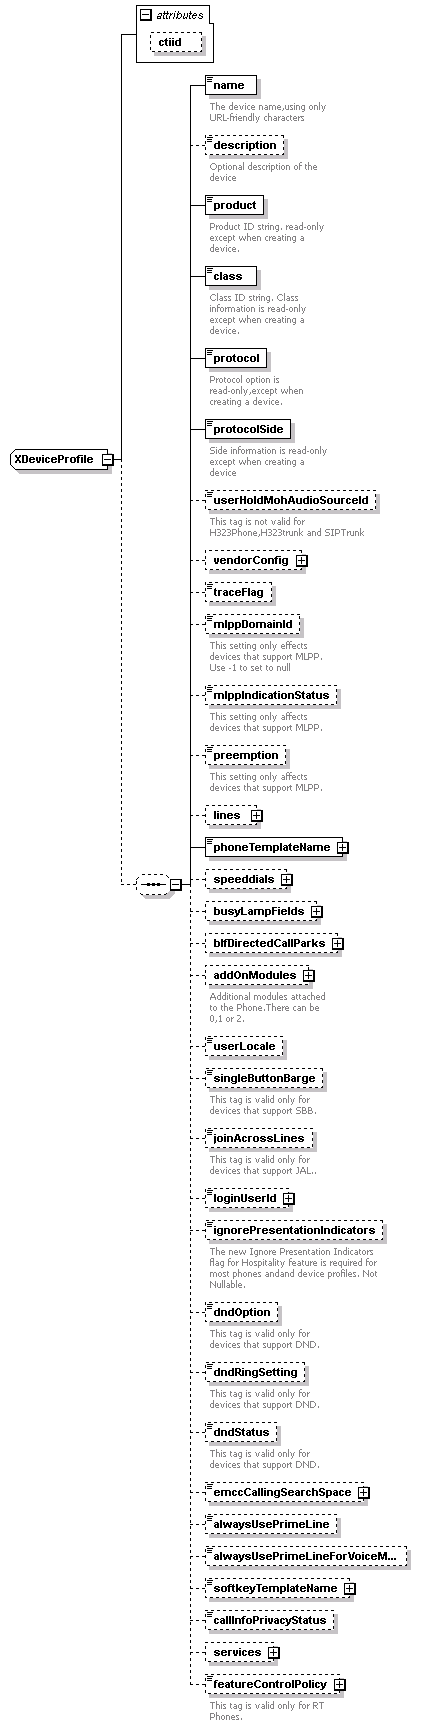 attributes
ctiid
name
The device name,using only
URL-friendly characters
description
Optional description of the
device
product
Product ID string. read-only
except when creating a
device.
class
Class ID string. Class
information is read-only
except when creating a
device.
protocol
Protocol option is
read-only,except when
creating a device.
protocolSide
Side information is read-only
except when creating a
device
XDeviceProfile
userHoldMohAudioSourceId
This tag is not valid for
H323Phone,H323trunk and SIPTrunk
vendorConfig
traceFlag
mlppDomainId
This setting only effects
devices that support MLPP.
Use -1 to set to null
mlppIndicationStatus
This setting only affects
devices that support MLPP.
preemption
This setting only affects
devices that support MLPP.
lines
phoneTemplateName
speeddials
busyLampFields
blfDirectedCallParks
addOnModules
Additional modules attached
to the Phone.There can be
0,1 or 2.
userLocale
singleButtonBarge
This tag is valid only for
devices that support SBB.
joinAcrossLines
This tag is valid only for
devices that support JAL..
loginUserId
ignorePresentationIndicators
The new Ignore Presentation Indicators
flag for Hospitality feature is required for
most phones andand device profiles. Not
Nullable.
dndOption
This tag is valid only for
devices that support DND.
dndRingSetting
This tag is valid only for
devices that support DND.
dndStatus
This tag is valid only for
devices that support DND.
emccCallingSearchSpace
alwaysUsePrimeLine
alwaysUsePrimeLineForVoiceM...
softkeyTemplateName
callInfoPrivacyStatus
services
featureControlPolicy
This tag is valid only for RT
Phones.